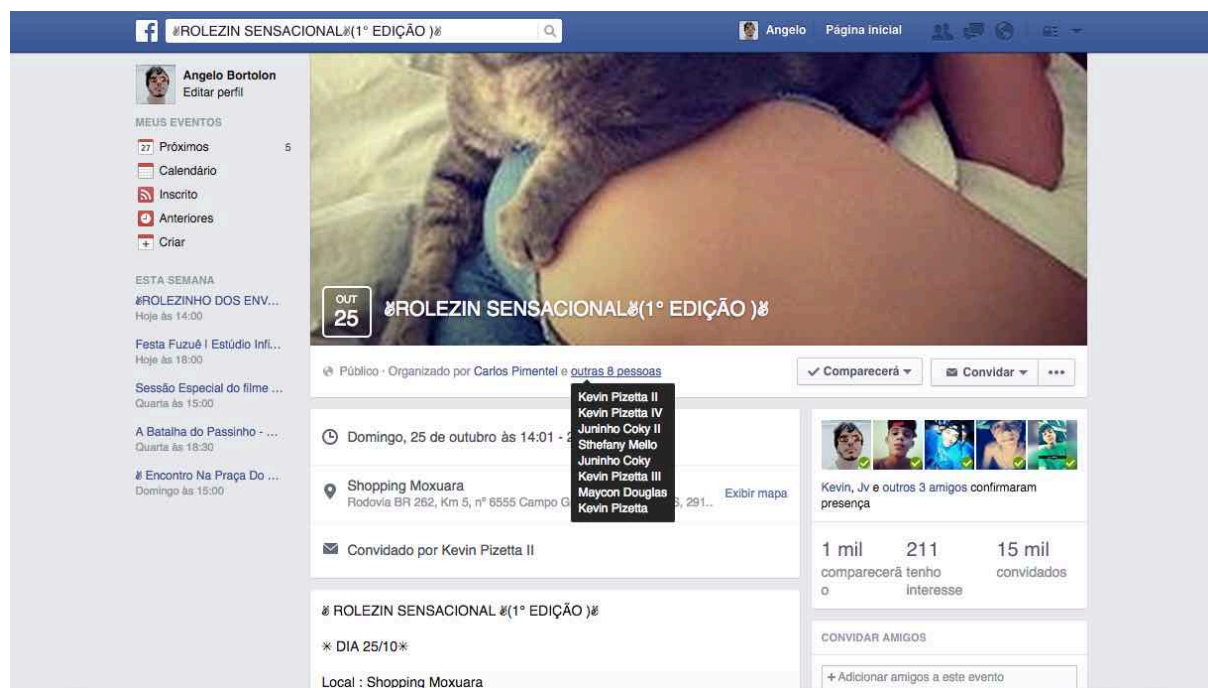 ✌ROLEZIN SENSACIONAL✌(1° EDIÇÃO )✌
Angelo
Página inicial
Angelo Bortolon
Editar perfil
MEUS EVENTOS
27 Próximos 5
Calendário
Inscrito
Anteriores
+ Criar
ESTA SEMANA
✌ROLEZINHO DOS ENV...
Hoje às 14:00
Festa Fuzuê | Estúdio Infi...
Hoje às 18:00
Sessão Especial do filme ...
Quarta às 15:00
A Batalha do Passinho - ...
Quarta às 18:30
✌ Encontro Na Praça Do ...
Domingo às 15:00
OUT
25
✌ROLEZIN SENSACIONAL✌(1° EDIÇÃO )✌
Público · Organizado por Carlos Pimentel e outras 8 pessoas
✓ Comparecerá
Convidar
•••
Kevin Pizetta II
Kevin Pizetta IV
Juninho Coky II
Sthefany Mello
Juninho Coky
Kevin Pizetta III
Maycon Douglas
Kevin Pizetta
Domingo, 25 de outubro às 14:01 - 2
Shopping Moxuara
Rodovia BR 262, Km 5, nº 6555 Campo G S, 291..
Exibir mapa
Convidado por Kevin Pizetta II
✌ ROLEZIN SENSACIONAL ✌(1° EDIÇÃO )✌
✳ DIA 25/10✳
Local : Shopping Moxuara
Kevin, Jv e outros 3 amigos confirmaram
presença
1 mil 211 15 mil
comparecerã tenho convidados
o interesse
CONVIDAR AMIGOS
+ Adicionar amigos a este evento